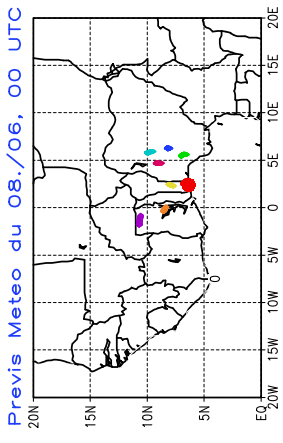 Previs Meteo du 08./06, 00 UTC
20N
15N
10N
5N
EQ
20W
15W
10W
5W
0
5E
10E
15E
20E
0